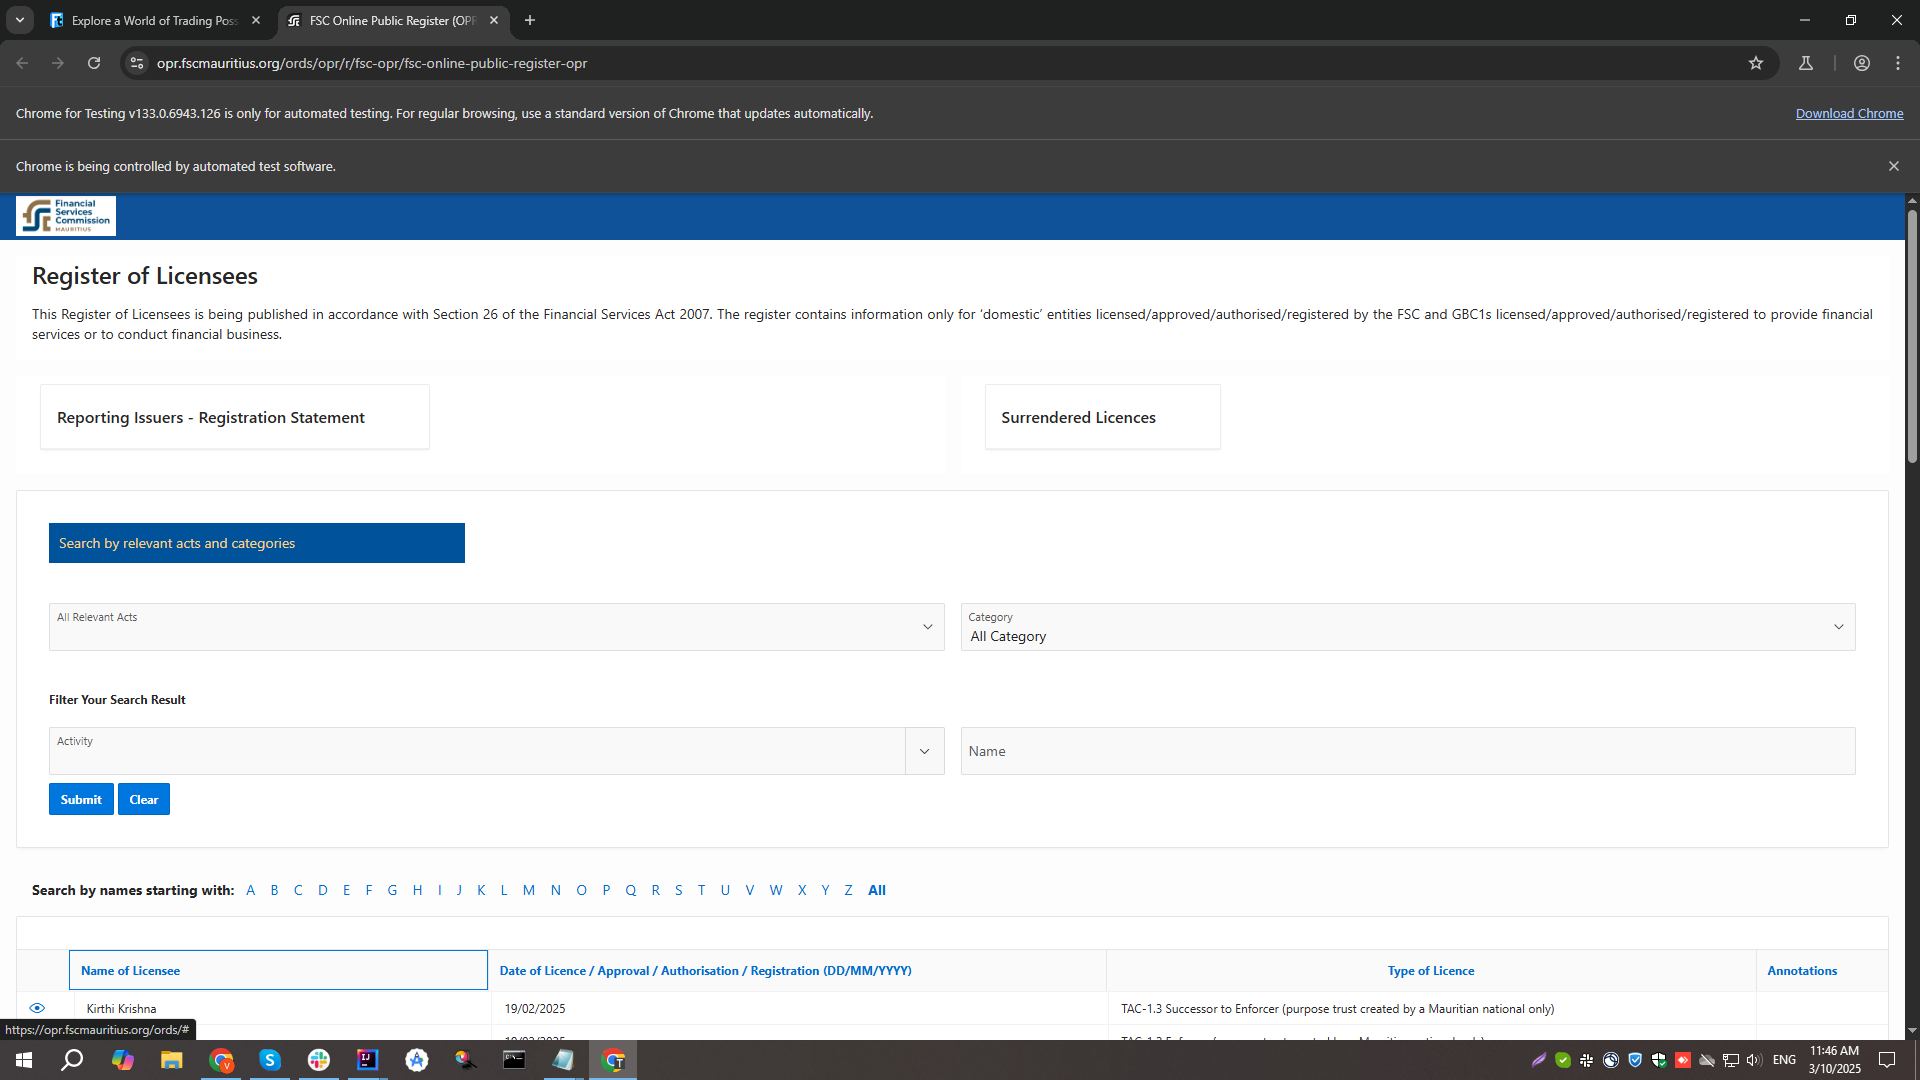 Explore a World of Trading Poss
FSC Online Public Register (OPR
opr.fscmauritius.org/ords/opr/r/fsc-opr/fsc-online-public-register-opr
Chrome for Testing v133.0.6943.126 is only for automated testing. For regular browsing, use a standard version of Chrome that updates automatically.
Download Chrome
Chrome is being controlled by automated test software.
Financial
Services
Commission
MAURITIUS
Register of Licensees
This Register of Licensees is being published in accordance with Section 26 of the Financial Services Act 2007. The register contains information only for ‘domestic’ entities licensed/approved/authorised/registered by the FSC and GBC1s licensed/approved/authorised/registered to provide financial
services or to conduct financial business.
Reporting Issuers - Registration Statement
Surrendered Licences
Search by relevant acts and categories
All Relevant Acts
Category
All Category
Filter Your Search Result
Activity
Name
Submit
Clear
Search by names starting with: A B C D E F G H I J K L M N O P Q R S T U V W X Y Z All
Name of Licensee
Date of Licence / Approval / Authorisation / Registration (DD/MM/YYYY)
Type of Licence
Annotations
Kirthi Krishna
19/02/2025
TAC-1.3 Successor to Enforcer (purpose trust created by a Mauritian national only)
https://opr.fscmauritius.org/ords/#
ENG
11:46 AM
3/10/2025